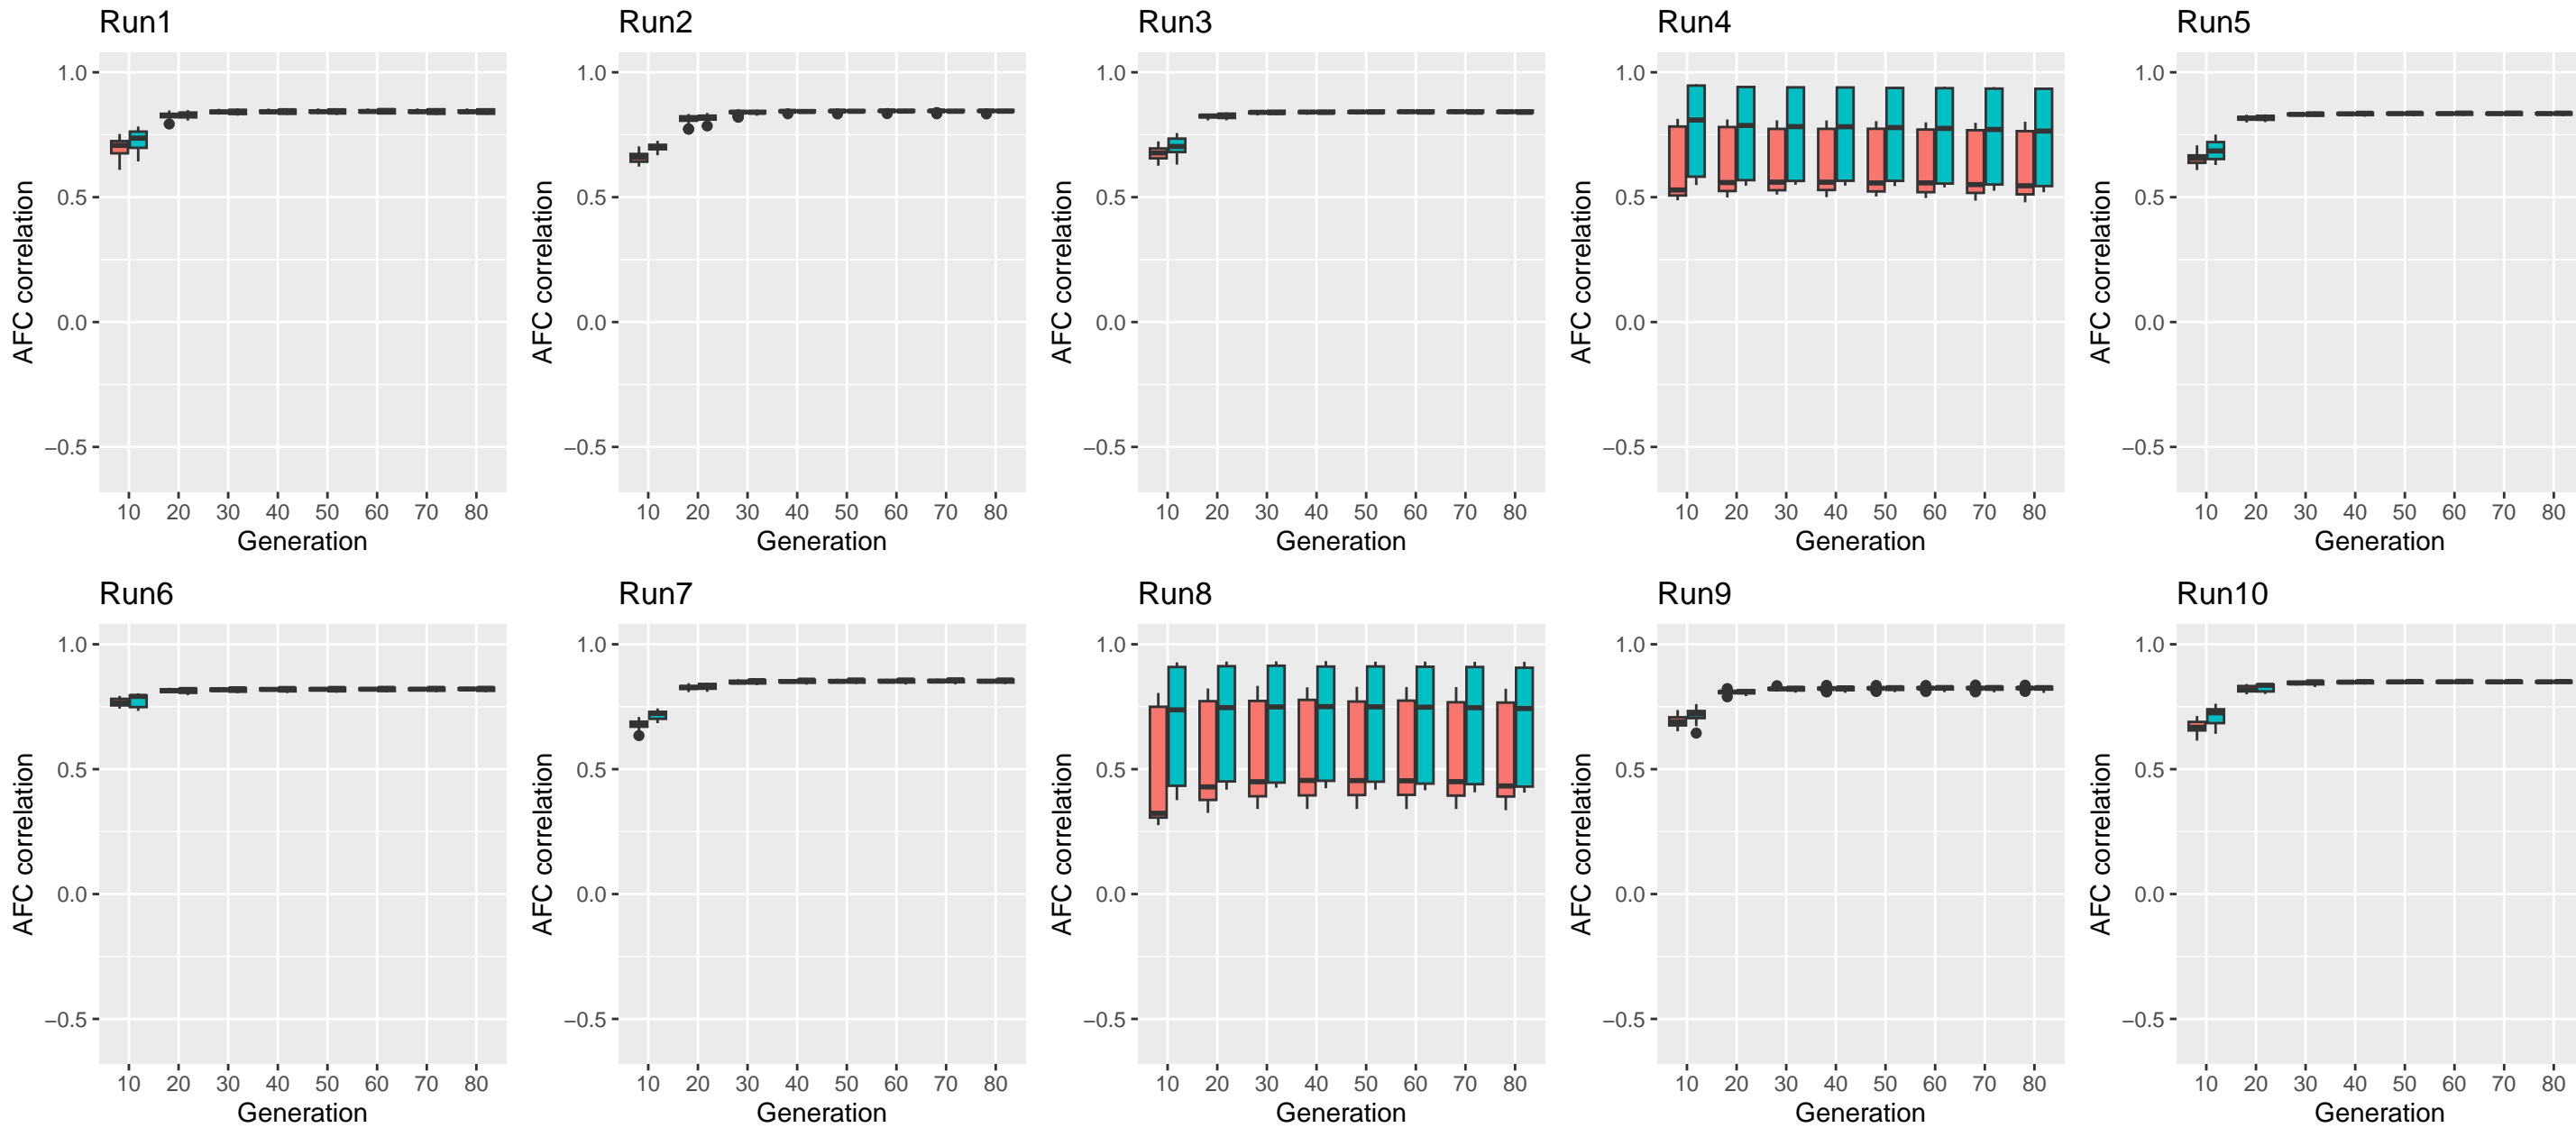 Run1 Run2 Run3 Run4 Run5
1.0 1.0 1.0 1.0 1.0
0.5 0.5 0.5 0.5 0.5
0.0 0.0 0.0 0.0 0.0
−0.5 −0.5 −0.5 −0.5 −0.5
AFC correlation AFC correlation AFC correlation AFC correlation AFC correlation
10 20 30 40 50 60 70 80 10 20 30 40 50 60 70 80 10 20 30 40 50 60 70 80 10 20 30 40 50 60 70 80 10 20 30 40 50 60 70 80
Generation Generation Generation Generation Generation
Run6 Run7 Run8 Run9 Run10
1.0 1.0 1.0 1.0 1.0
0.5 0.5 0.5 0.5 0.5
0.0 0.0 0.0 0.0 0.0
−0.5 −0.5 −0.5 −0.5 −0.5
AFC correlation AFC correlation AFC correlation AFC correlation AFC correlation
10 20 30 40 50 60 70 80 10 20 30 40 50 60 70 80 10 20 30 40 50 60 70 80 10 20 30 40 50 60 70 80 10 20 30 40 50 60 70 80
Generation Generation Generation Generation Generation